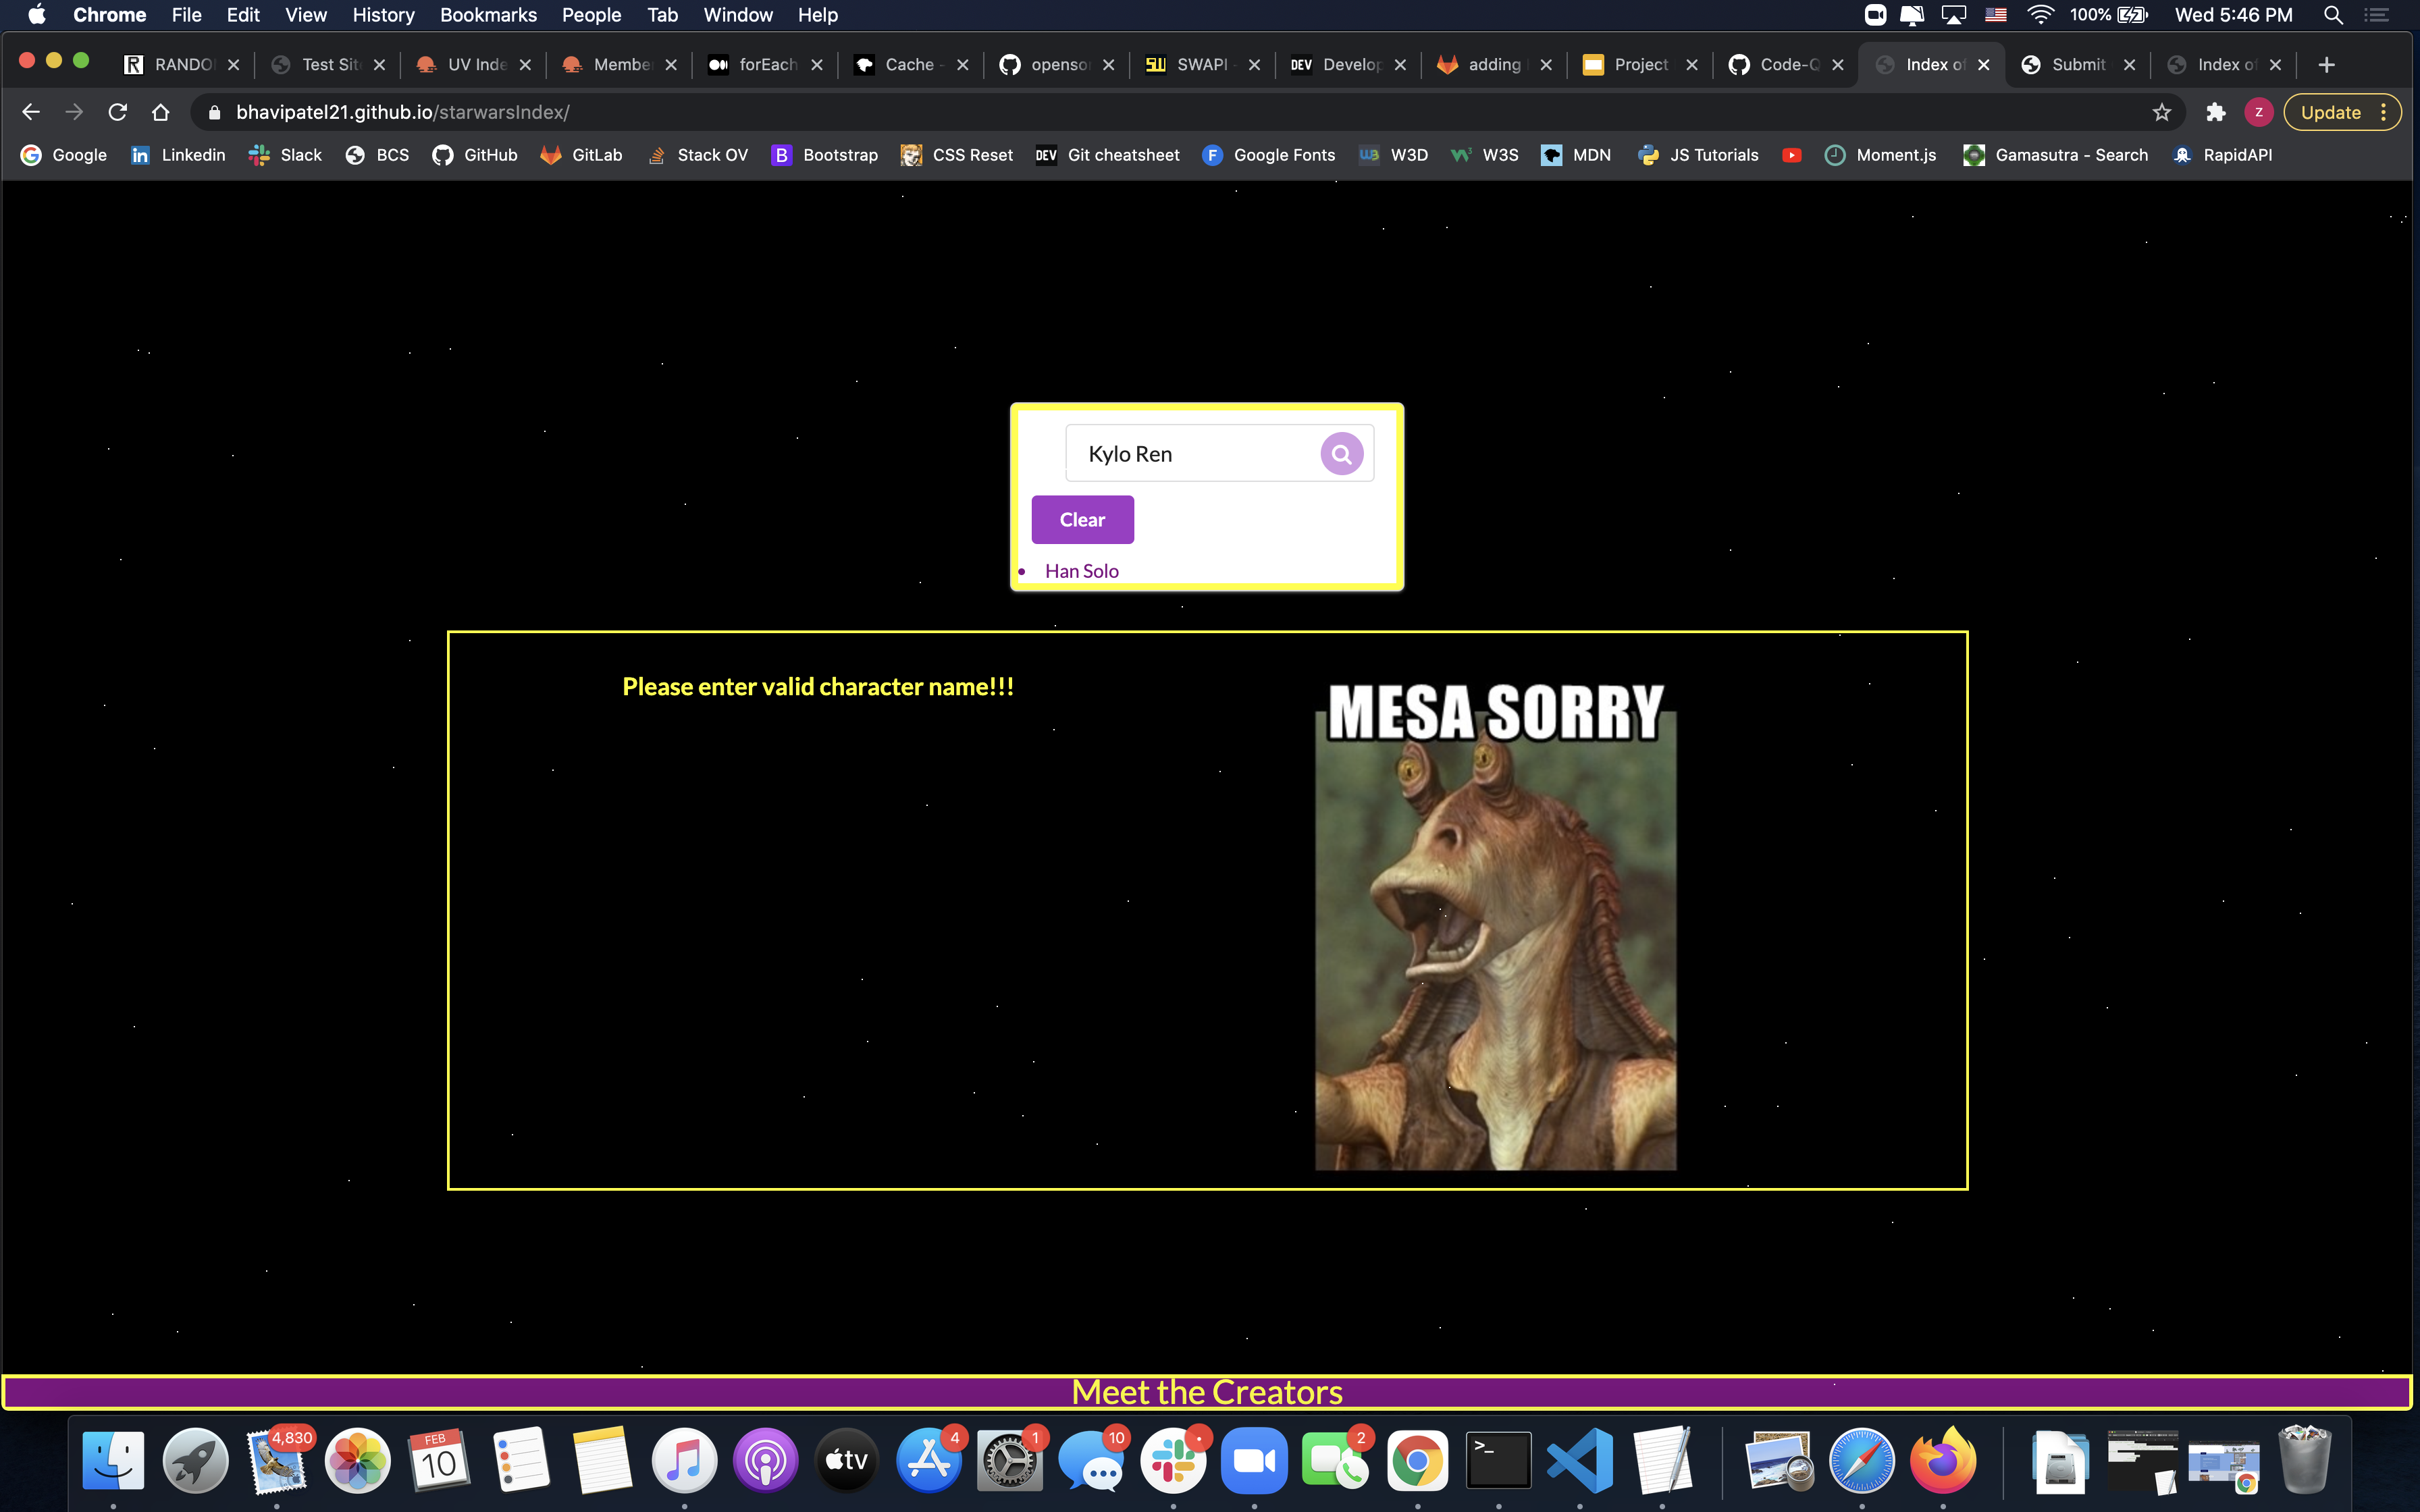 Chrome File Edit View History Bookmarks People Tab Window Help 100% Wed 5:46 PM
RANDO Test Sit UV Inde Membe forEach Cache - openso SWAPI - DEV Develop adding Project Code-Q Index of Submit Index of
bhavipatel21.github.io/starwarsIndex/ Z Update
Google Linkedin Slack BCS GitHub GitLab Stack OV Bootstrap CSS Reset DEV Git cheatsheet Google Fonts W3D W3S MDN JS Tutorials Moment.js Gamasutra - Search RapidAPI
Kylo Ren
Clear
• Han Solo
Please enter valid character name!!!
MESA SORRY
Meet the Creators
4,830 FEB 10 tv 4 1 10 2